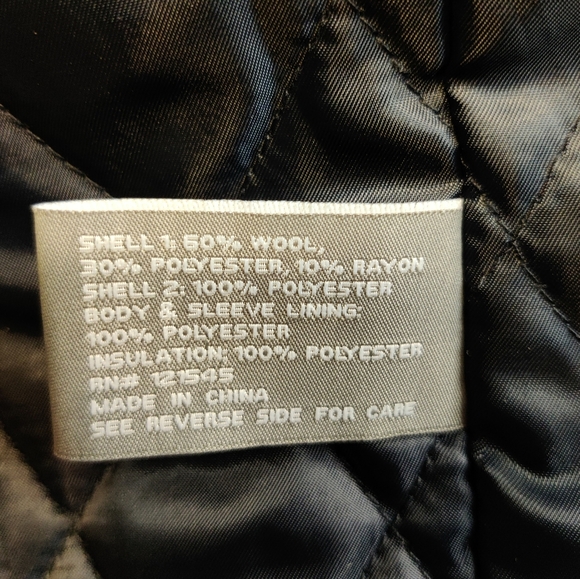 SHELL 1: 60% WOOL,
30% POLYESTER, 10% RAYON
SHELL 2: 100% POLYESTER
BODY & SLEEVE LINING:
100% POLYESTER
INSULATION: 100% POLYESTER
RN# 121545
MADE IN CHINA
SEE REVERSE SIDE FOR CARE